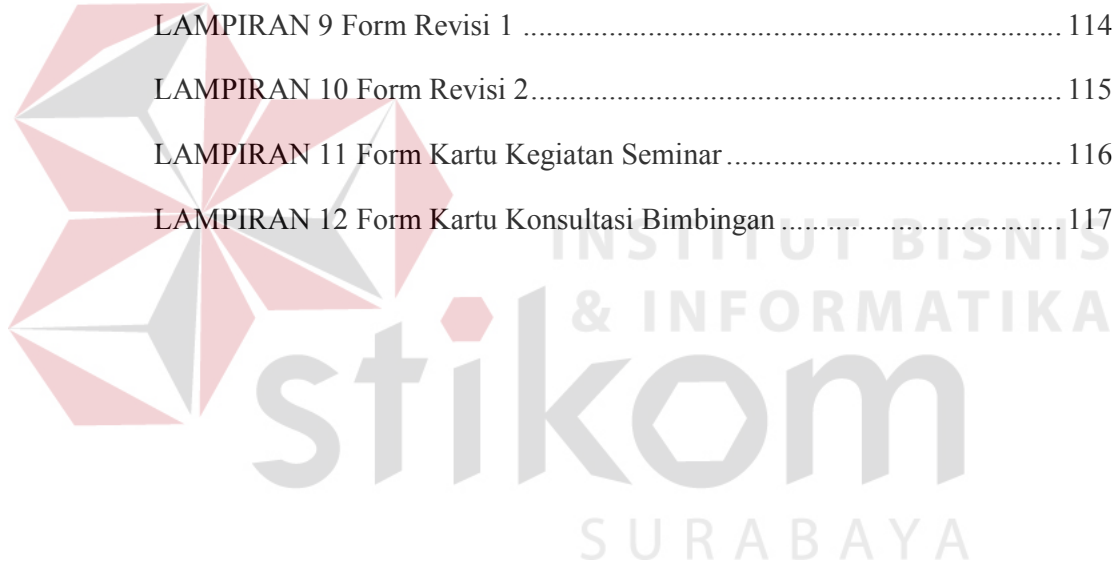 LAMPIRAN 9 Form Revisi 1 ........................................................................ 114
LAMPIRAN 10 Form Revisi 2....................................................................... 115
LAMPIRAN 11 Form Kartu Kegiatan Seminar ............................................. 116
LAMPIRAN 12 Form Kartu Konsultasi Bimbingan ..................................... 117
INSTITUT BISNIS
& INFORMATIKA
stikom
SURABAYA